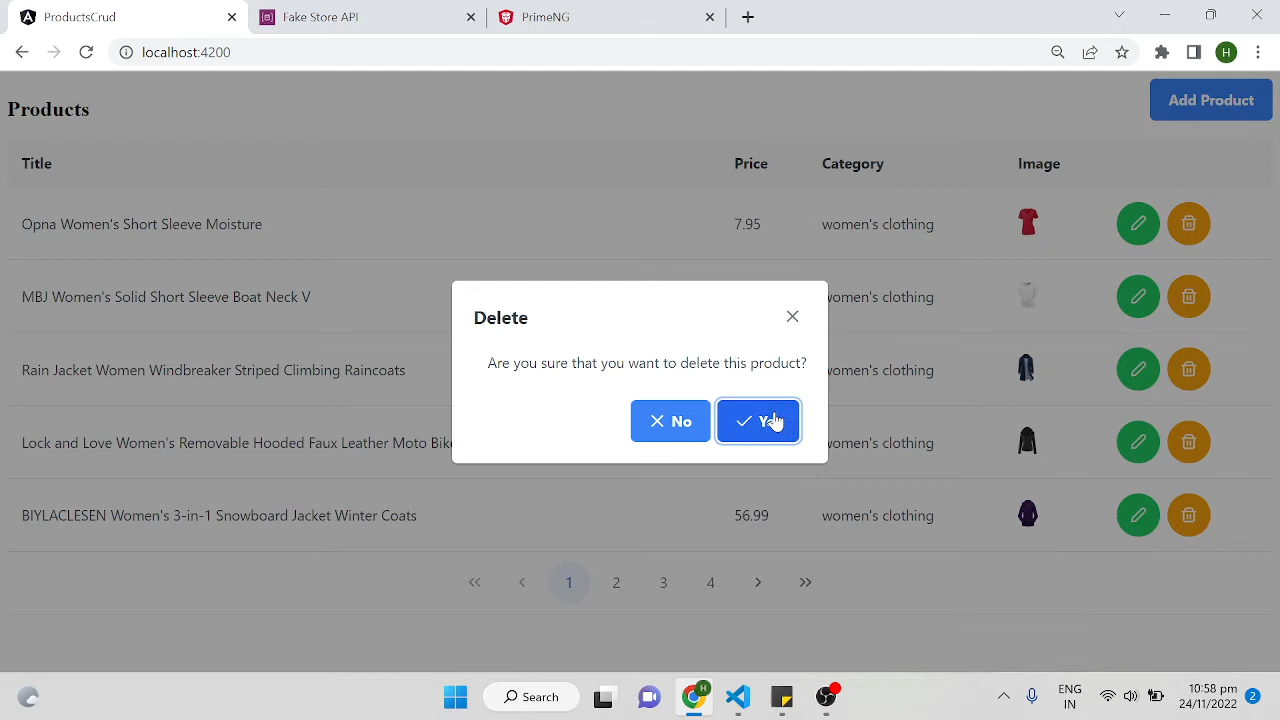 ProductsCrud
Fake Store API
PrimeNG
localhost:4200
H
Products
Add Product
Title Price Category Image
Opna Women's Short Sleeve Moisture 7.95 women's clothing
MBJ Women's Solid Short Sleeve Boat Neck V women's clothing
Rain Jacket Women Windbreaker Striped Climbing Raincoats women's clothing
Lock and Love Women's Removable Hooded Faux Leather Moto women's clothing
BIYLACLESEN Women's 3-in-1 Snowboard Jacket Winter Coats 56.99 women's clothing
Delete
Are you sure that you want to delete this product?
No
« ‹ 1 2 3 4 › »
Search
H
ENG
IN
10:58 pm
24/11/2022
2